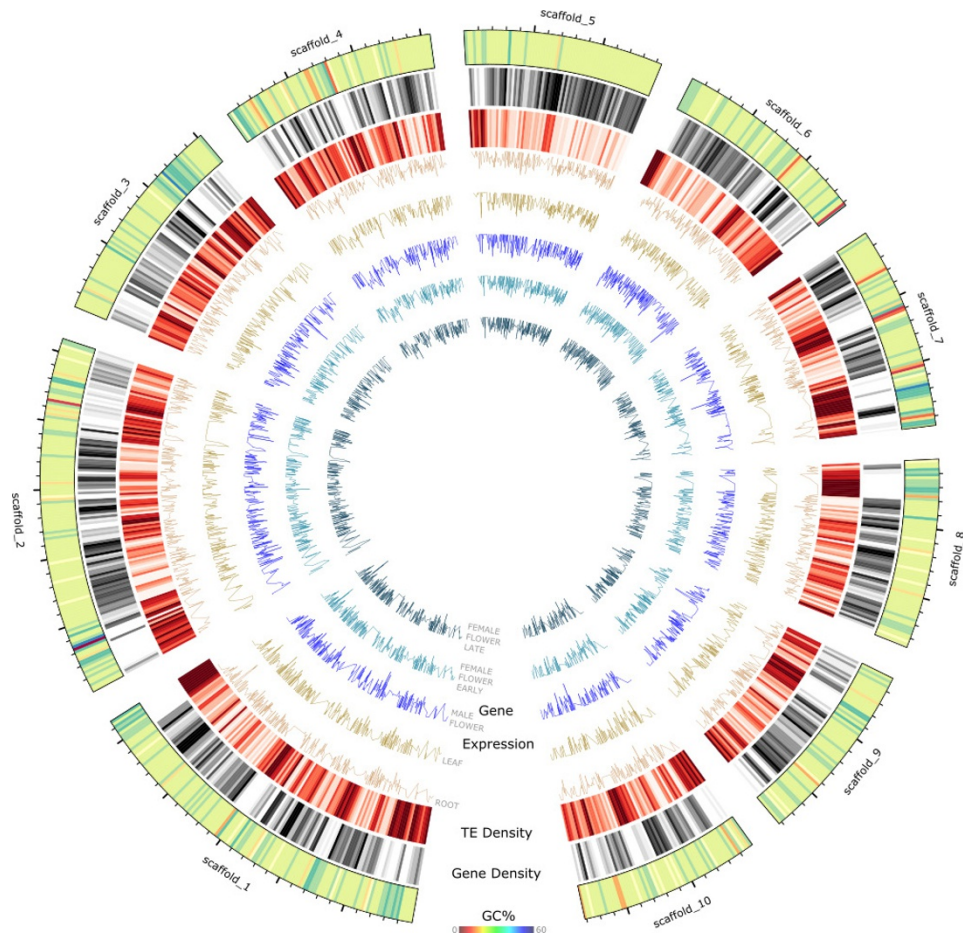 scaffold_5
scaffold_4
scaffold_6
scaffold_3
scaffold_7
scaffold_2
scaffold_8
FEMALE
FLOWER
LATE
FEMALE
FLOWER
EARLY
Gene
MALE
FLOWER
Expression
LEAF
scaffold_9
ROOT
TE Density
scaffold_1
Gene Density
scaffold_10
GC%
0
60